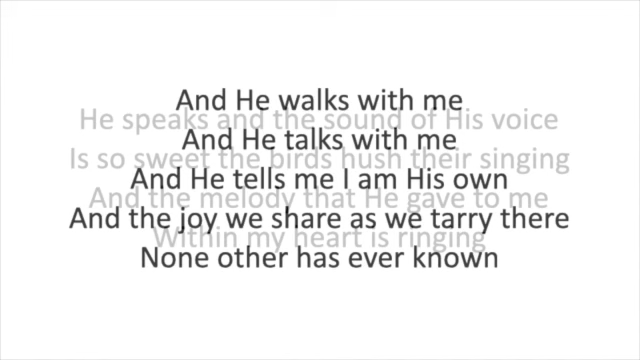 And He walks with me
He speaks and the sound of His voice
And He talks with me
Is so sweet the birds hush their singing
And He tells me I am His own
And the melody that He gave to me
And the joy we share as we tarry there
Within my heart is ringing
None other has ever known